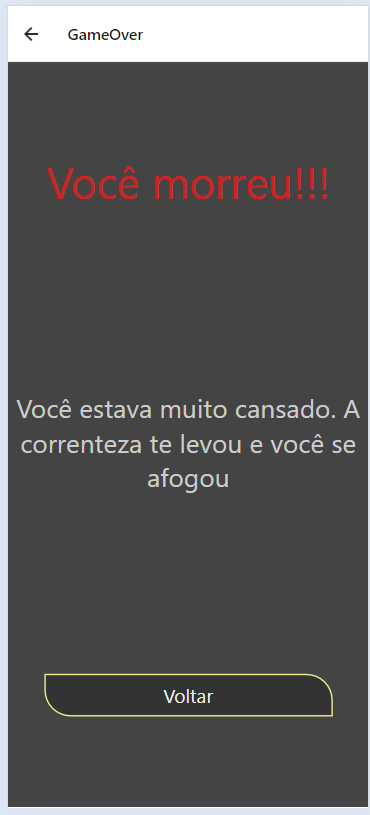 GameOver
Você morreu!!!
Você estava muito cansado. A
correnteza te levou e você se
afogou
Voltar